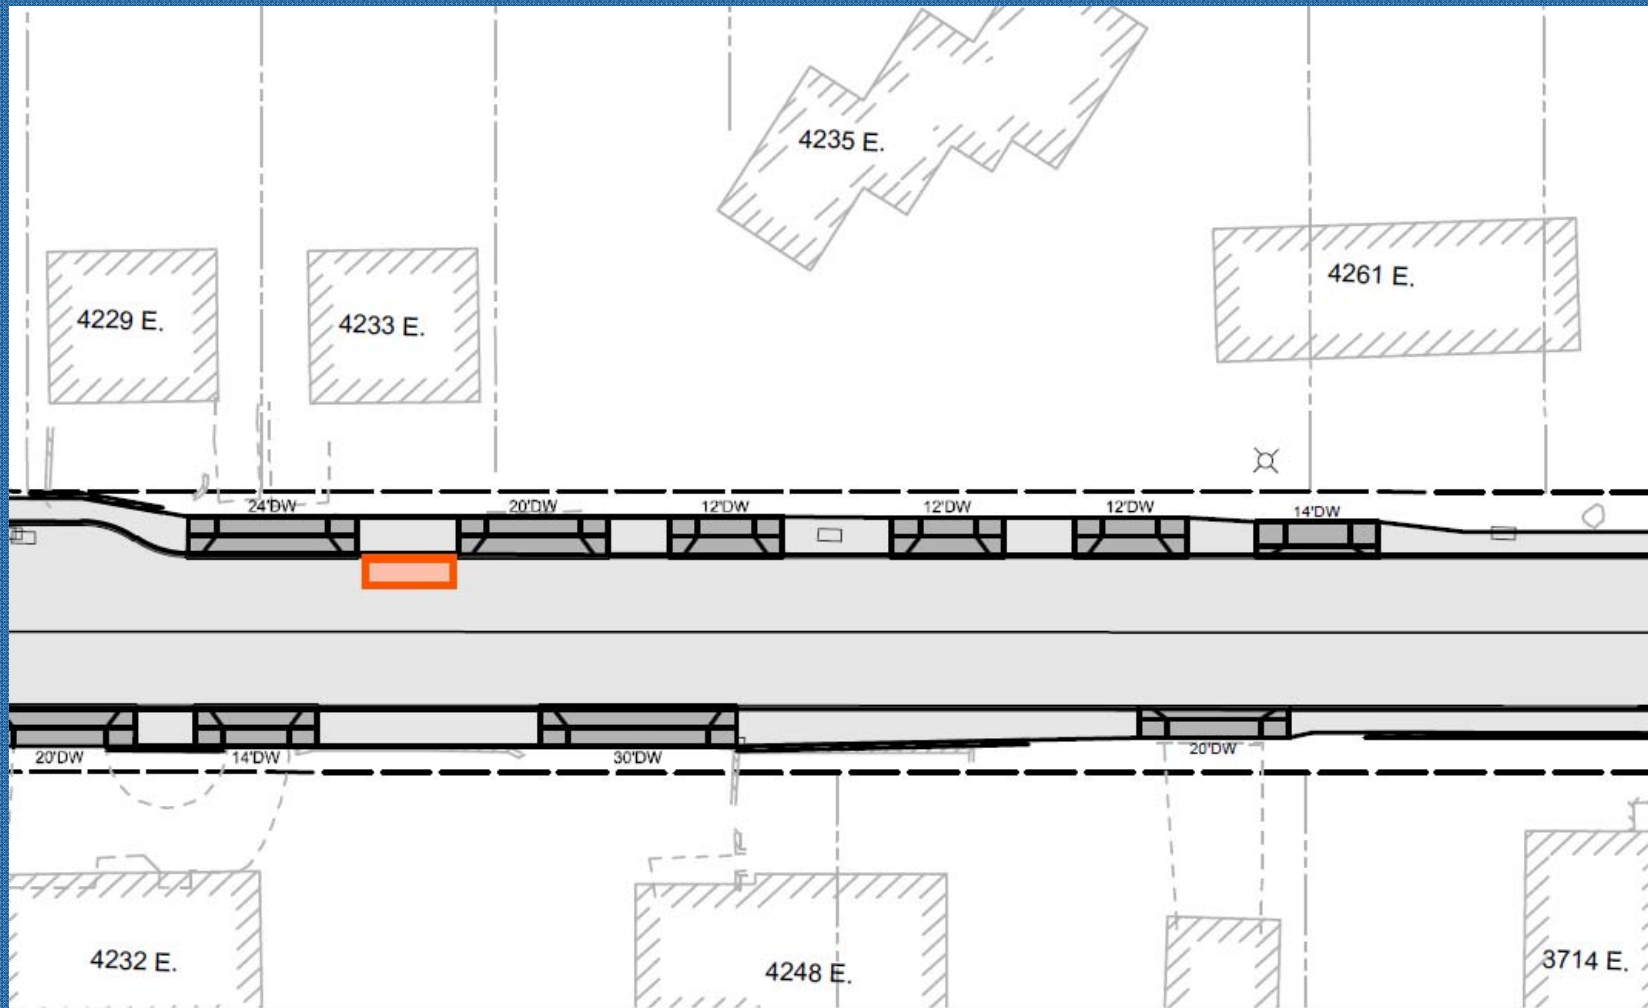 4235 E.
4261 E.
4229 E.
4233 E.
24'DW
20'DW
12'DW
12'DW
12'DW
14'DW
20'DW
14'DW
30'DW
20'DW
4232 E.
4248 E.
3714 E.